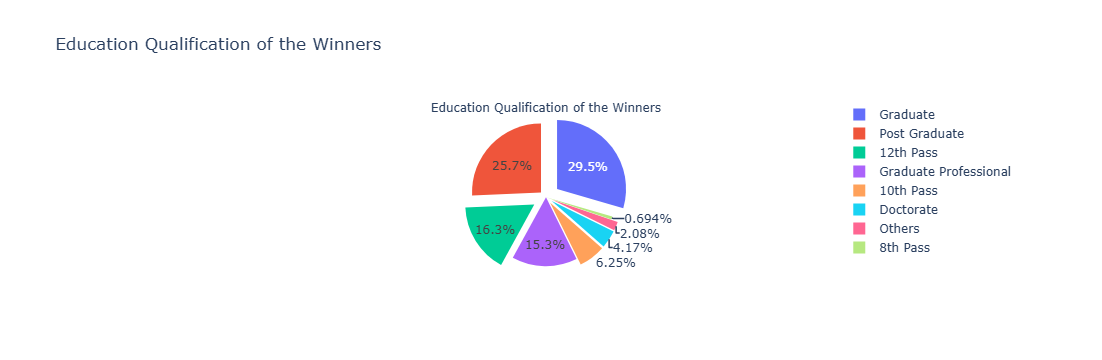 Education Qualification of the Winners
Education Qualification of the Winners
29.5%
25.7%
16.3%
15.3%
6.25%
4.17%
2.08%
0.694%
Graduate
Post Graduate
12th Pass
Graduate Professional
10th Pass
Doctorate
Others
8th Pass